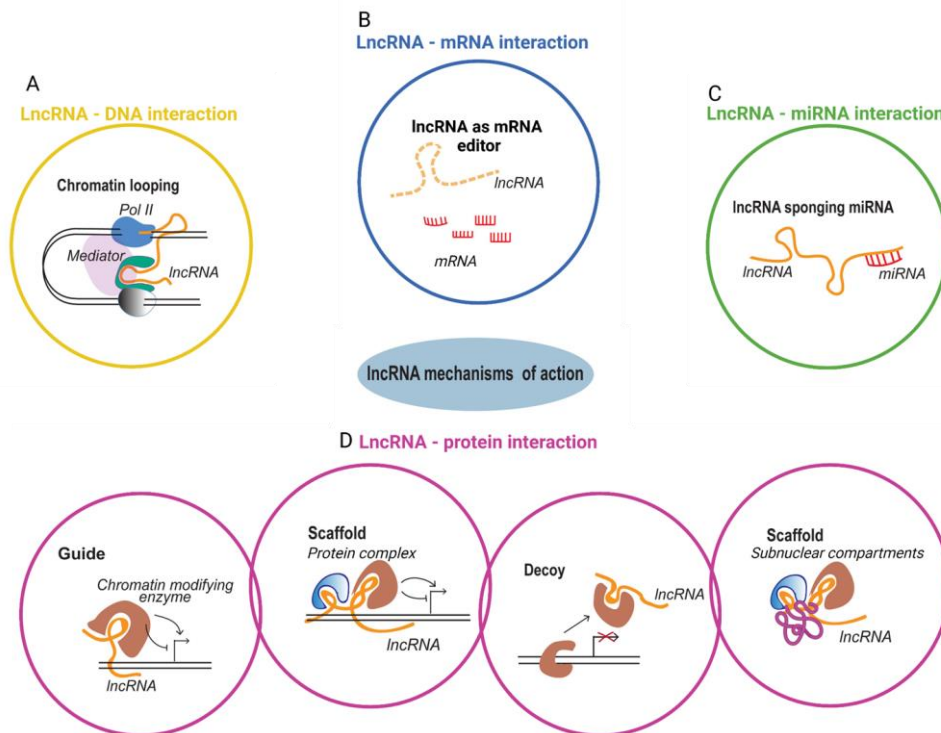 A
LncRNA - DNA interaction
Chromatin looping
Pol II
Mediator
lncRNA
B
LncRNA - mRNA interaction
lncRNA as mRNA
editor
lncRNA
mRNA
C
LncRNA - miRNA interaction
lncRNA sponging miRNA
lncRNA
miRNA
lncRNA mechanisms of action
D LncRNA - protein interaction
Guide
Chromatin modifying
enzyme
lncRNA
Scaffold
Protein complex
lncRNA
Decoy
lncRNA
Scaffold
Subnuclear compartments
lncRNA